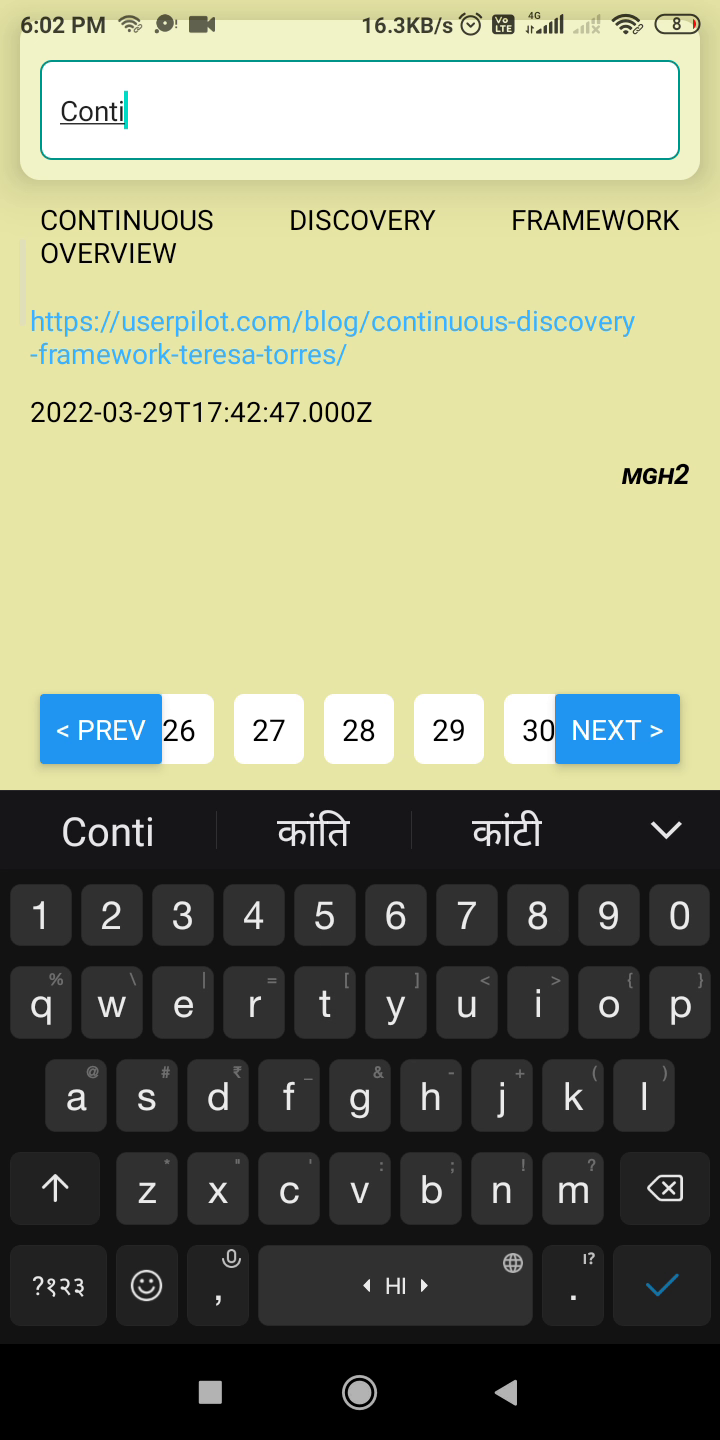 6:02 PM 16.3KB/s Vo LTE 4G 8
Conti
CONTINUOUS DISCOVERY FRAMEWORK
OVERVIEW
https://userpilot.com/blog/continuous-discovery
-framework-teresa-torres/
2022-03-29T17:42:47.000Z
MGH2
< PREV 26 27 28 29 30 NEXT >
Conti कांति कांटी
1 2 3 4 5 6 7 8 9 0
% \ | = [ ] < > { }
q w e r t y u i o p
@ # ₹ _ & - + ( )
a s d f g h j k l
* " ' : ; ! ?
z x c v b n m
?१२३ , HI . !?